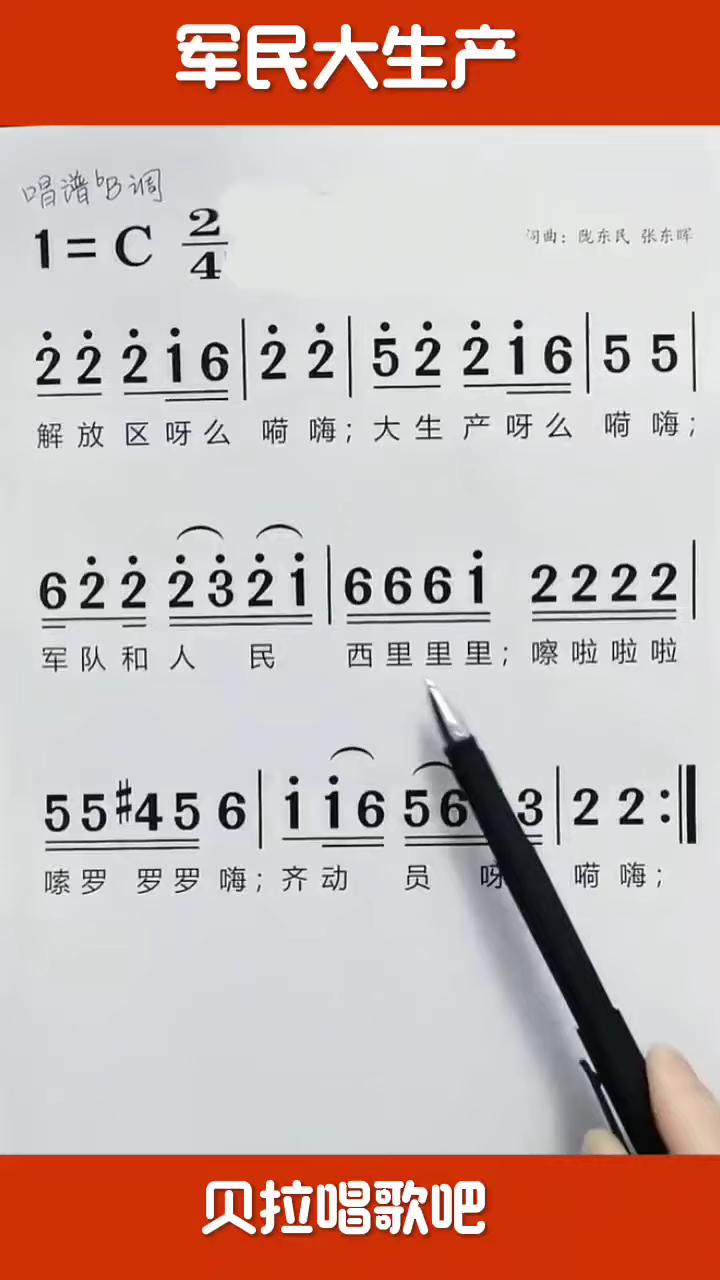 军民大生产
唱谱bB调
1=C 2/4
词曲：陇东民 张东晖
2̇ 2̇ 2̇ 1̇ 6 | 2̇ 2̇ | 5̇ 2̇ 2̇ 1̇ 6 | 5 5 |
解放区呀么 嗬嗨；大生产呀么 嗬嗨；
6 2̇ 2̇ 2̇ 3̇ 2̇ 1̇ | 6 6 6 1̇ 2 2 2 2 |
军队和人 民 西里里里；嚓啦啦啦
5 5 #4 5 6 | 1̇ 1̇ 6 5 6 3 | 2 2 :‖
嗦罗 罗罗嗨；齐动 员 呀 嗬嗨；
贝拉唱歌吧